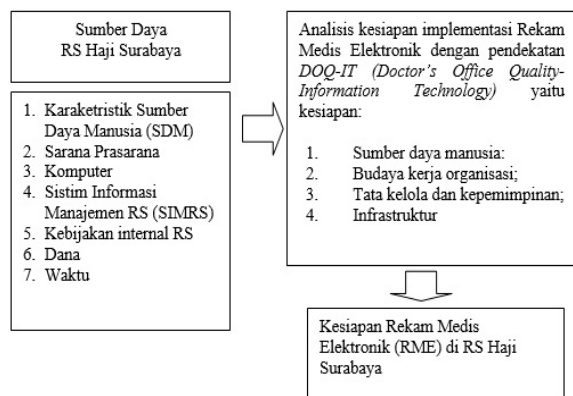 Sumber Daya
RS Haji Surabaya
1. Karaketristik Sumber
Daya Manusia (SDM)
2. Sarana Prasarana
3. Komputer
4. Sistim Informasi
Manajemen RS (SIMRS)
5. Kebijakan internal RS
6. Dana
7. Waktu
Analisis kesiapan implementasi Rekam
Medis Elektronik dengan pendekatan
DOQ-IT (Doctor's Office Quality-
Information Technology) yaitu
kesiapan:
1. Sumber daya manusia:
2. Budaya kerja organisasi;
3. Tata kelola dan kepemimpinan;
4. Infrastruktur
Kesiapan Rekam Medis
Elektronik (RME) di RS Haji
Surabaya